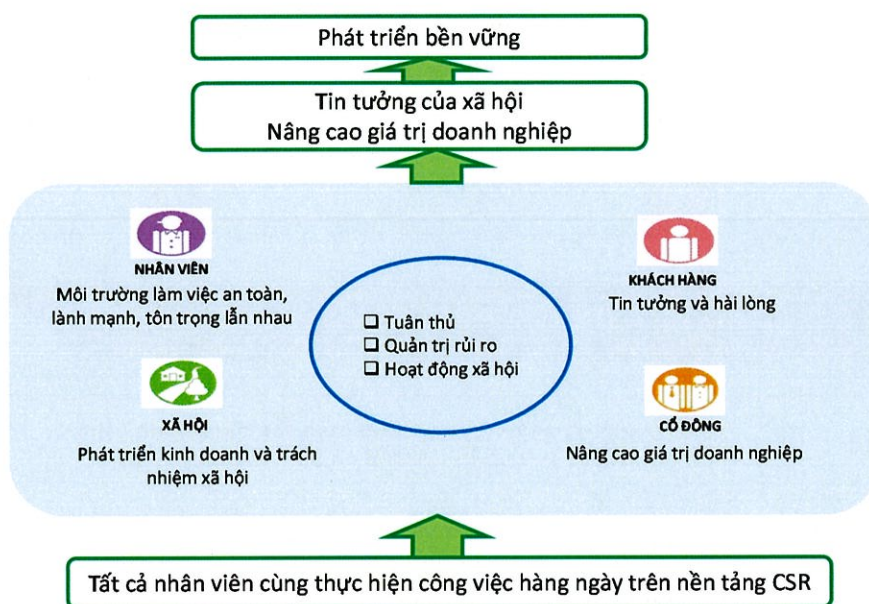 Phát triển bền vững
Tin tưởng của xã hội
Nâng cao giá trị doanh nghiệp
NHÂN VIÊN
Môi trường làm việc an toàn,
lành mạnh, tôn trọng lẫn nhau
KHÁCH HÀNG
Tin tưởng và hài lòng
❑ Tuân thủ
❑ Quản trị rủi ro
❑ Hoạt động xã hội
XÃ HỘI
Phát triển kinh doanh và trách
nhiệm xã hội
CỔ ĐÔNG
Nâng cao giá trị doanh nghiệp
Tất cả nhân viên cùng thực hiện công việc hàng ngày trên nền tảng CSR